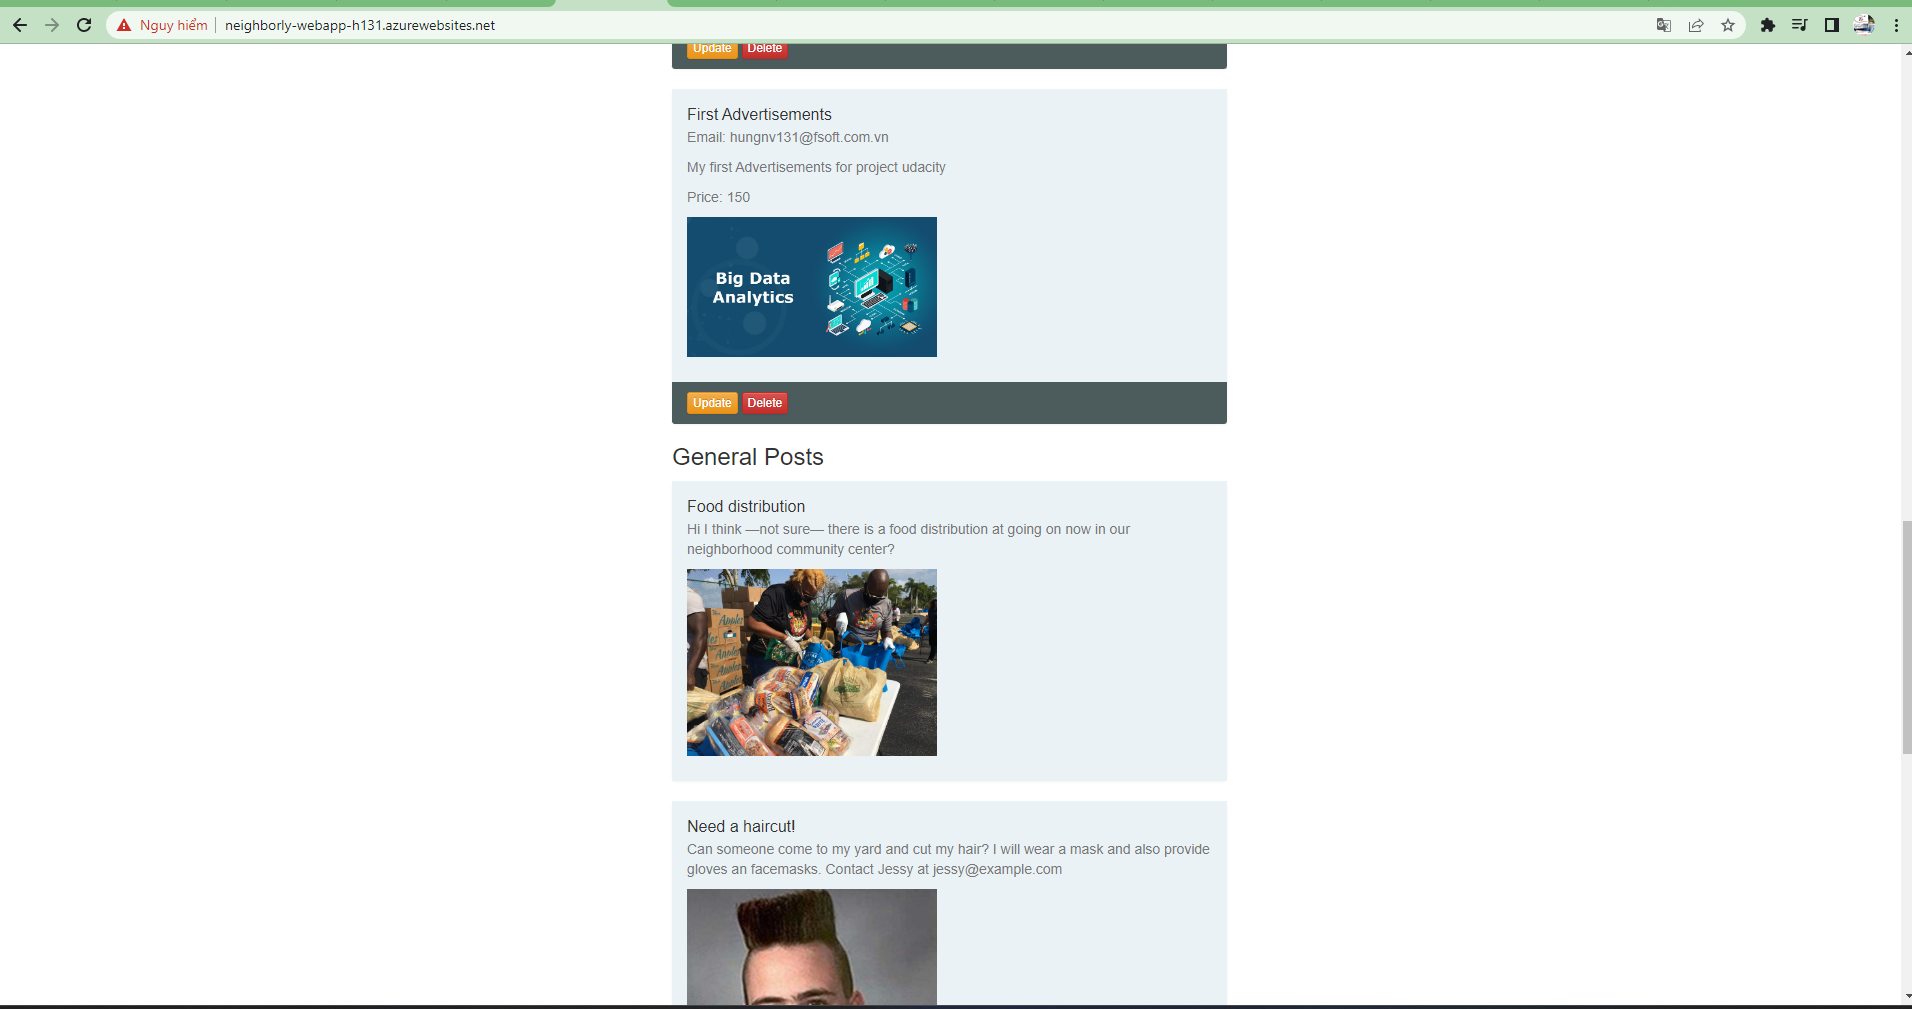 Nguy hiểm
neighborly-webapp-h131.azurewebsites.net
Update Delete
First Advertisements
Email: hungnv131@fsoft.com.vn
My first Advertisements for project udacity
Price: 150
Big Data
Analytics
Update Delete
General Posts
Food distribution
Hi I think —not sure— there is a food distribution at going on now in our
neighborhood community center?
Apples
Apples
Apples
Need a haircut!
Can someone come to my yard and cut my hair? I will wear a mask and also provide
gloves an facemasks. Contact Jessy at jessy@example.com